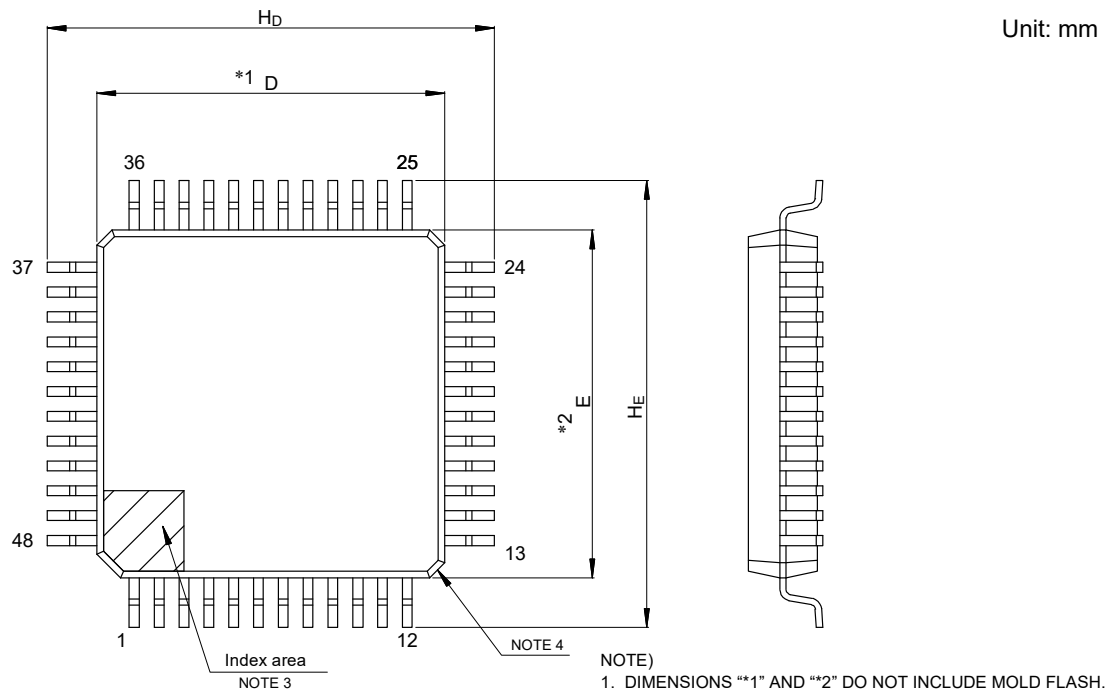 HD
Unit: mm
*1 D
36
25
37
24
*2 E
HE
48
13
1
12
NOTE 4
Index area
NOTE 3
NOTE)
1. DIMENSIONS “*1” AND “*2” DO NOT INCLUDE MOLD FLASH.